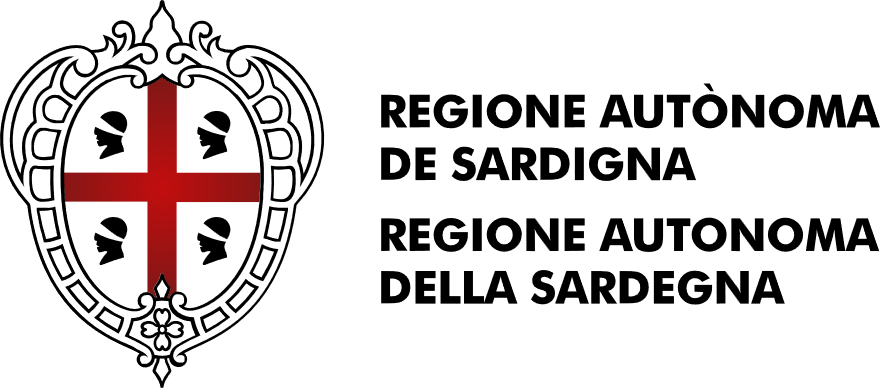 REGIONE AUTÒNOMA
DE SARDIGNA
REGIONE AUTONOMA
DELLA SARDEGNA